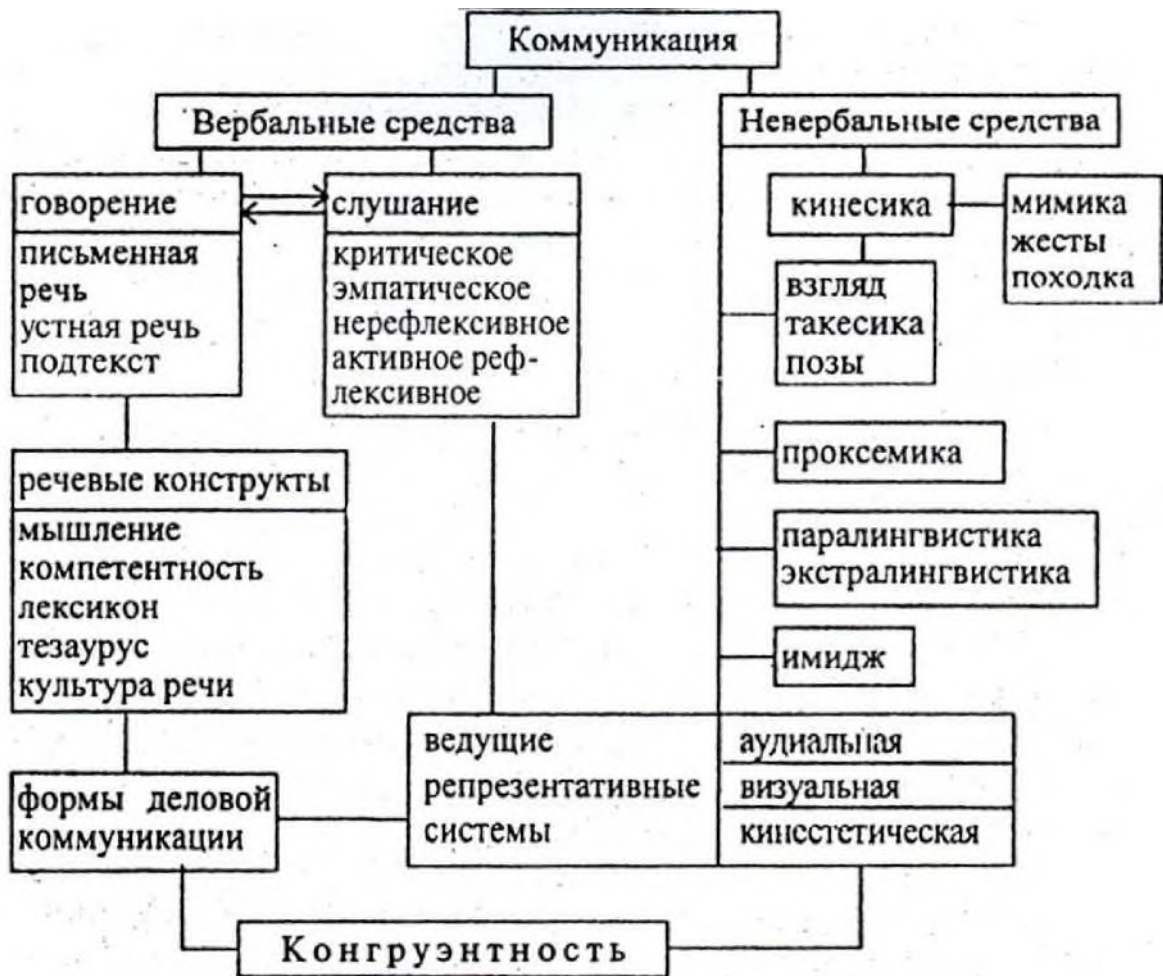 Коммуникация
Вербальные средства
Невербальные средства
говорение
письменная
речь
устная речь
подтекст
слушание
критическое
эмпатическое
нерефлексивное
активное реф-
лексивное
кинесика
мимика
жесты
походка
взгляд
такесика
позы
проксемика
паралингвистика
экстралингвистика
имидж
речевые конструкты
мышление
компетентность
лексикон
тезаурус
культура речи
формы деловой
коммуникации
ведущие
репрезентативные
системы
аудиальная
визуальная
кинестетическая
Конгруэнтность